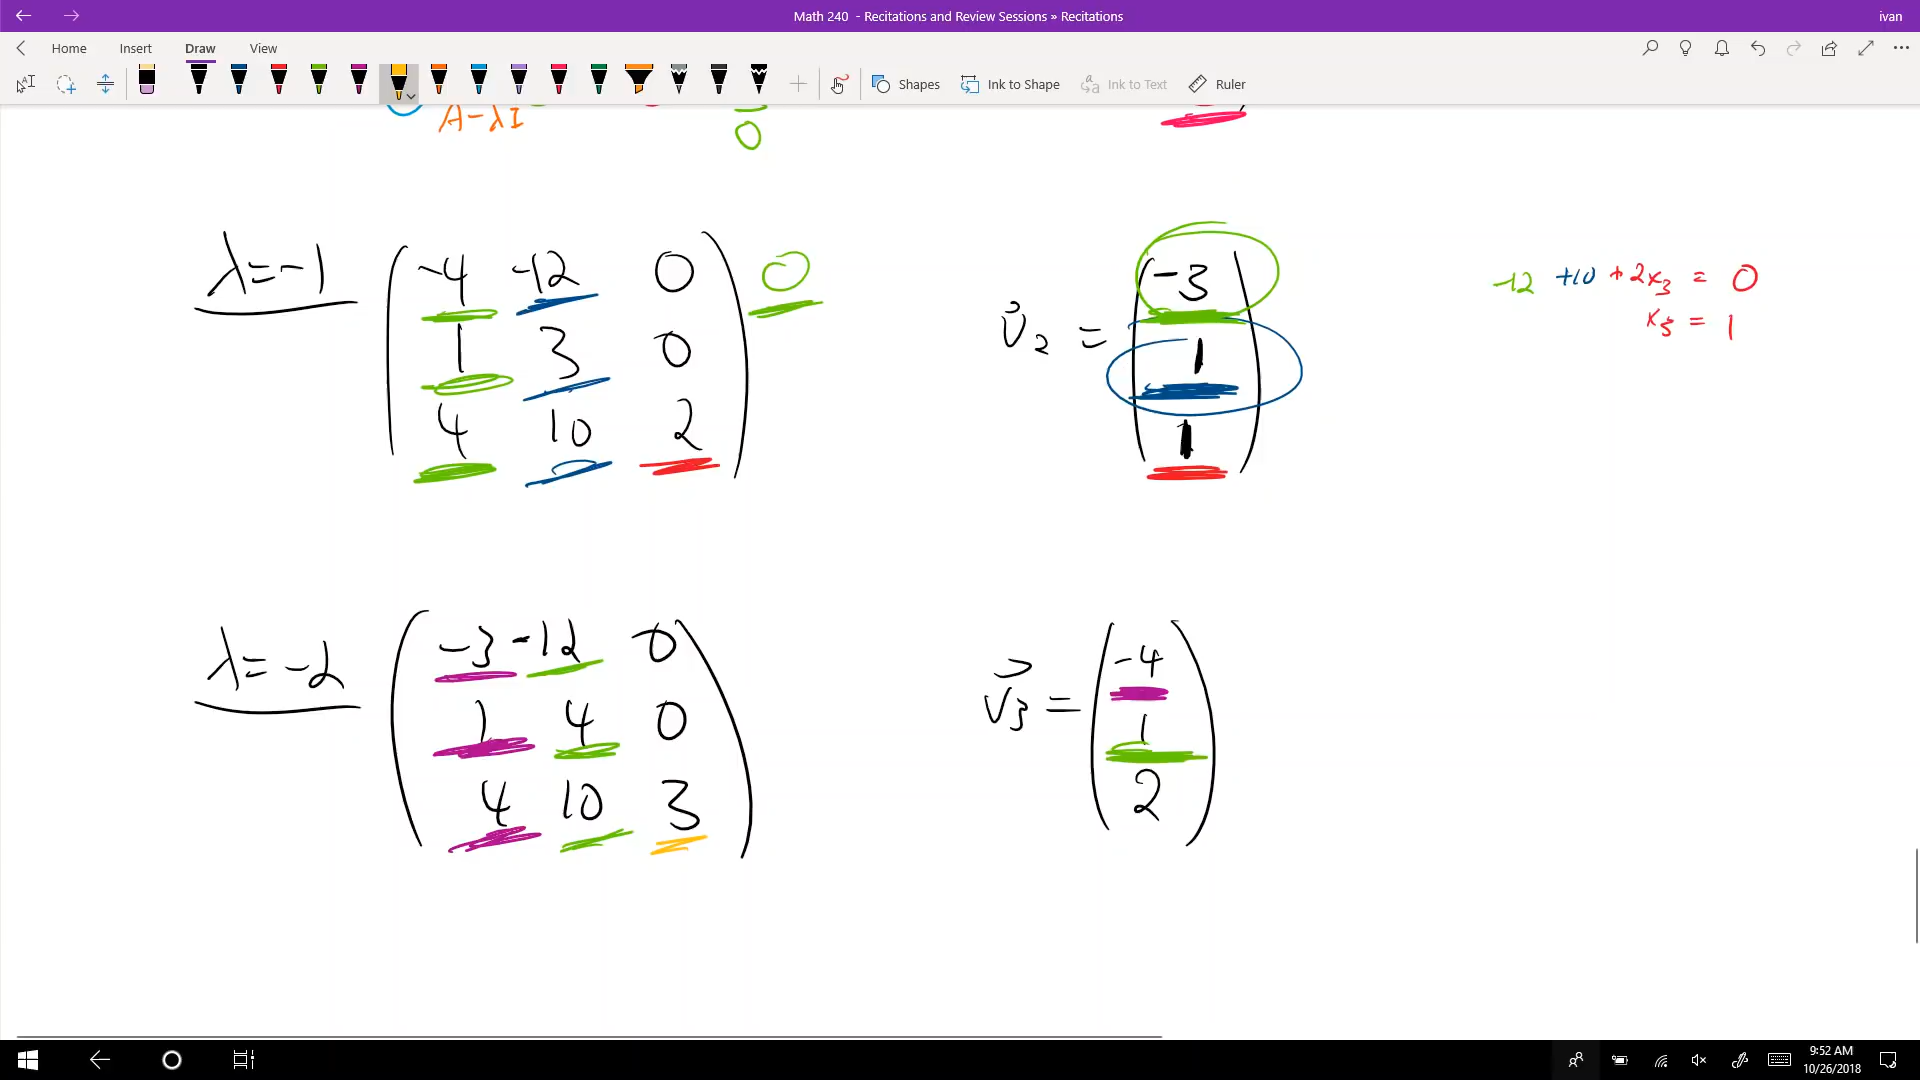 Math 240 - Recitations and Review Sessions » Recitations
ivan
Home Insert Draw View
Shapes Ink to Shape Ink to Text Ruler
A-λI
0
λ=-1
-4 -12 0 0
1 3 0
4 10 2
v₂ =
-3
1
1
-12 +10 + 2x₃ = 0
x₃ = 1
λ=-2
-3 -12 0
1 4 0
4 10 3
v₃ =
-4
1
2
9:52 AM
10/26/2018